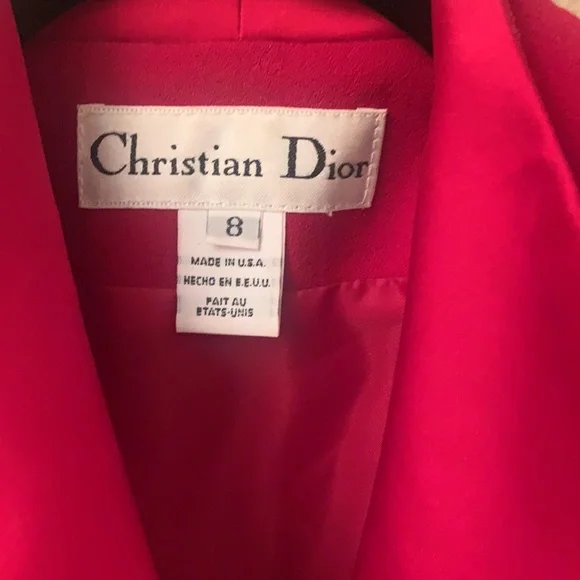 Christian Dior
8
MADE IN U.S.A.
HECHO EN E.E.U.U.
FAIT AU
ETATS-UNIS